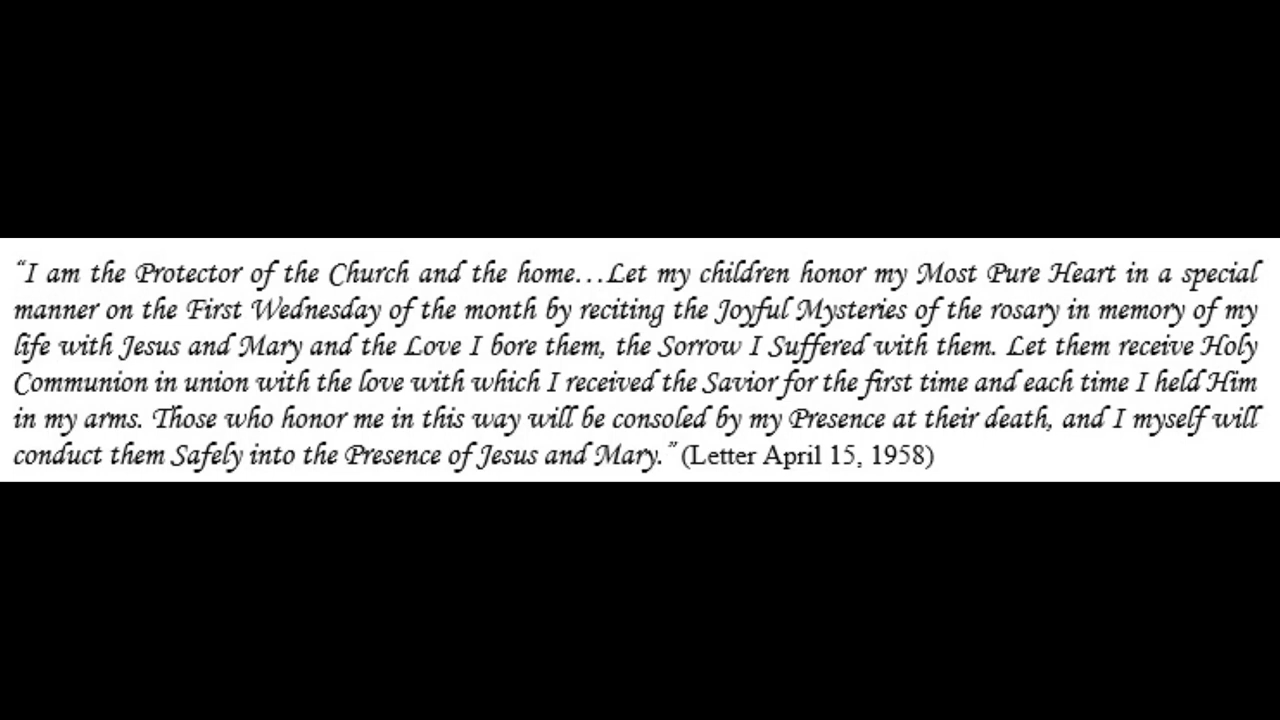 “I am the Protector of the Church and the home…Let my children honor my Most Pure Heart in a special
manner on the First Wednesday of the month by reciting the Joyful Mysteries of the rosary in memory of my
life with Jesus and Mary and the Love I bore them, the Sorrow I Suffered with them. Let them receive Holy
Communion in union with the love with which I received the Savior for the first time and each time I held Him
in my arms. Those who honor me in this way will be consoled by my Presence at their death, and I myself will
conduct them Safely into the Presence of Jesus and Mary.” (Letter April 15, 1958)